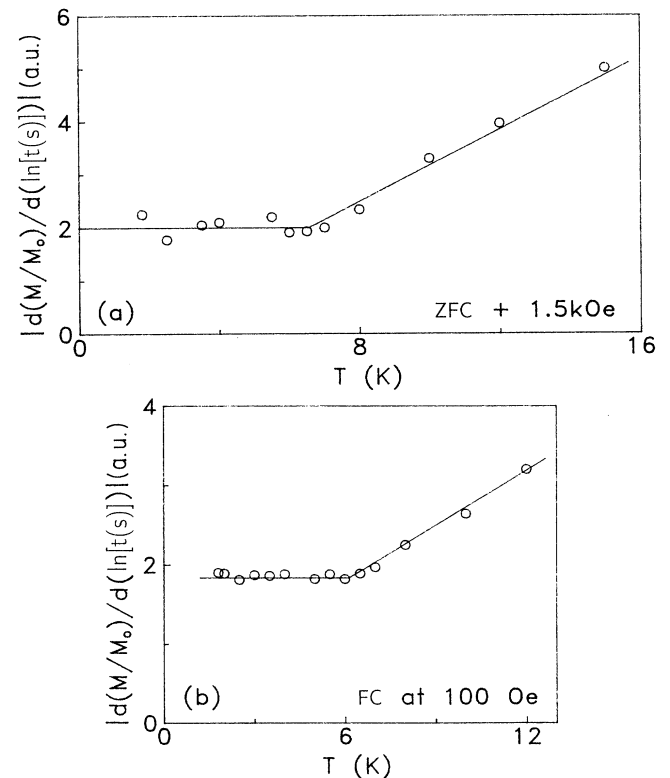 6
4
2
0
|d(M/M₀)/d(ln[t(s)])|(a.u.)
(a)
ZFC + 1.5kOe
0
8
16
T (K)
4
2
0
|d(M/M₀)/d(ln[t(s)])|(a.u.)
(b)
FC at 100 Oe
0
6
12
T (K)